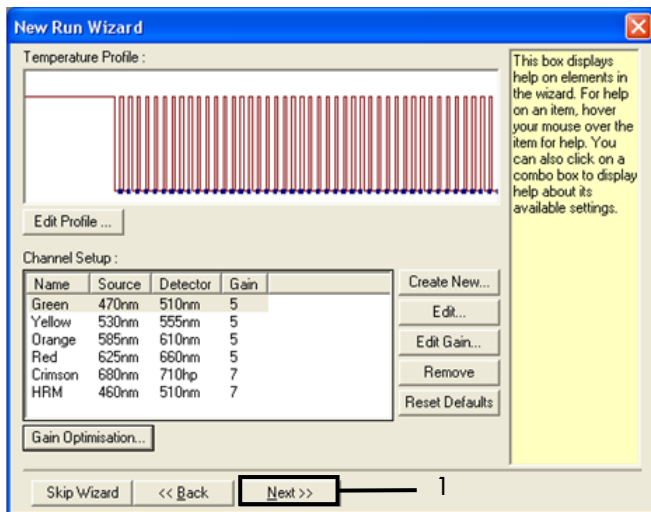 New Run Wizard
Temperature Profile :
This box displays
help on elements in
the wizard. For help
on an item, hover
your mouse over the
item for help. You
can also click on a
combo box to display
help about its
available settings.
Edit Profile ...
Channel Setup :
Name Source Detector Gain
Green 470nm 510nm 5
Yellow 530nm 555nm 5
Orange 585nm 610nm 5
Red 625nm 660nm 5
Crimson 680nm 710hp 7
HRM 460nm 510nm 7
Create New...
Edit...
Edit Gain...
Remove
Reset Defaults
Gain Optimisation...
Skip Wizard << Back Next >> 1